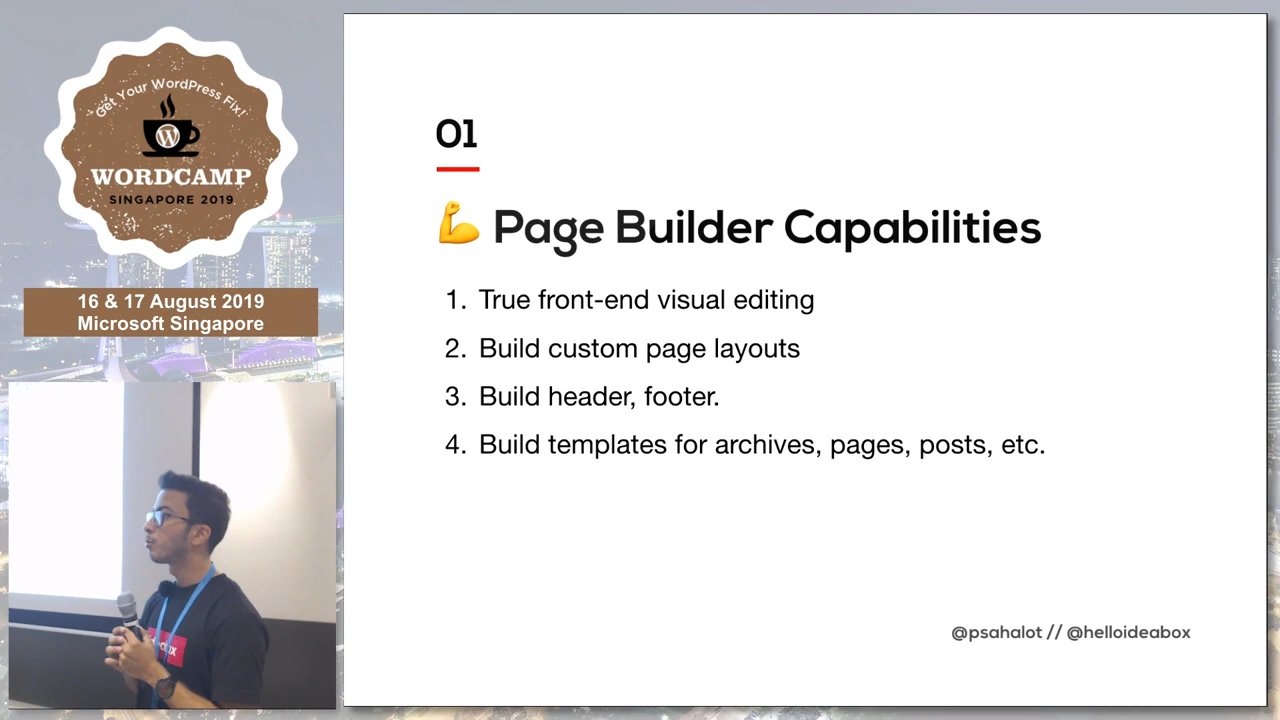 Get Your WordPress Fix!
WORDCAMP
SINGAPORE 2019
16 & 17 August 2019
Microsoft Singapore
01
💪 Page Builder Capabilities
1. True front-end visual editing
2. Build custom page layouts
3. Build header, footer.
4. Build templates for archives, pages, posts, etc.
@psahalot // @helloideabox